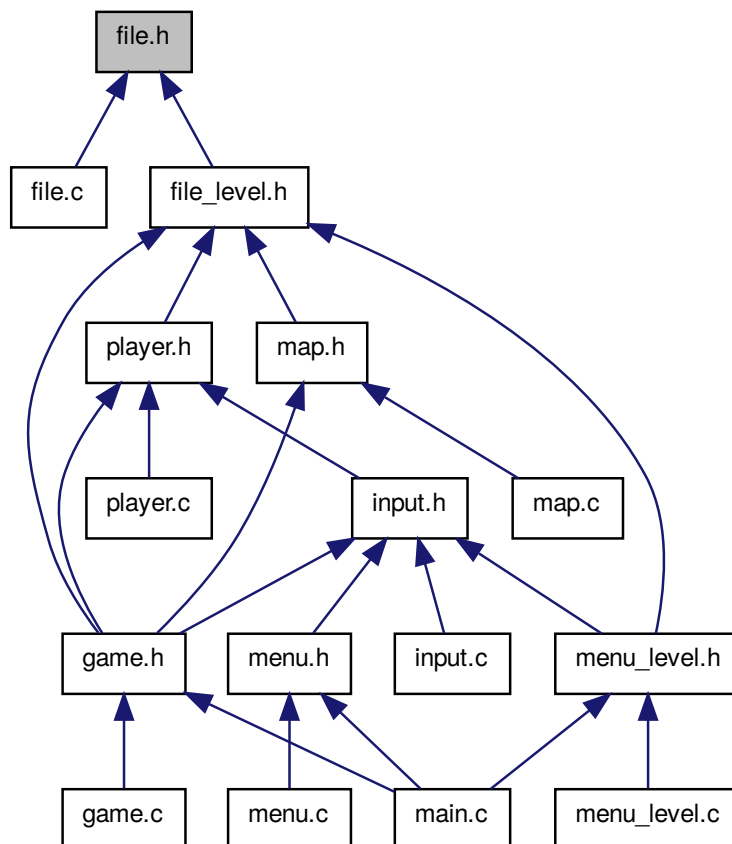 file.h
file.c
file_level.h
player.h
map.h
player.c
input.h
map.c
game.h
menu.h
input.c
menu_level.h
game.c
menu.c
main.c
menu_level.c